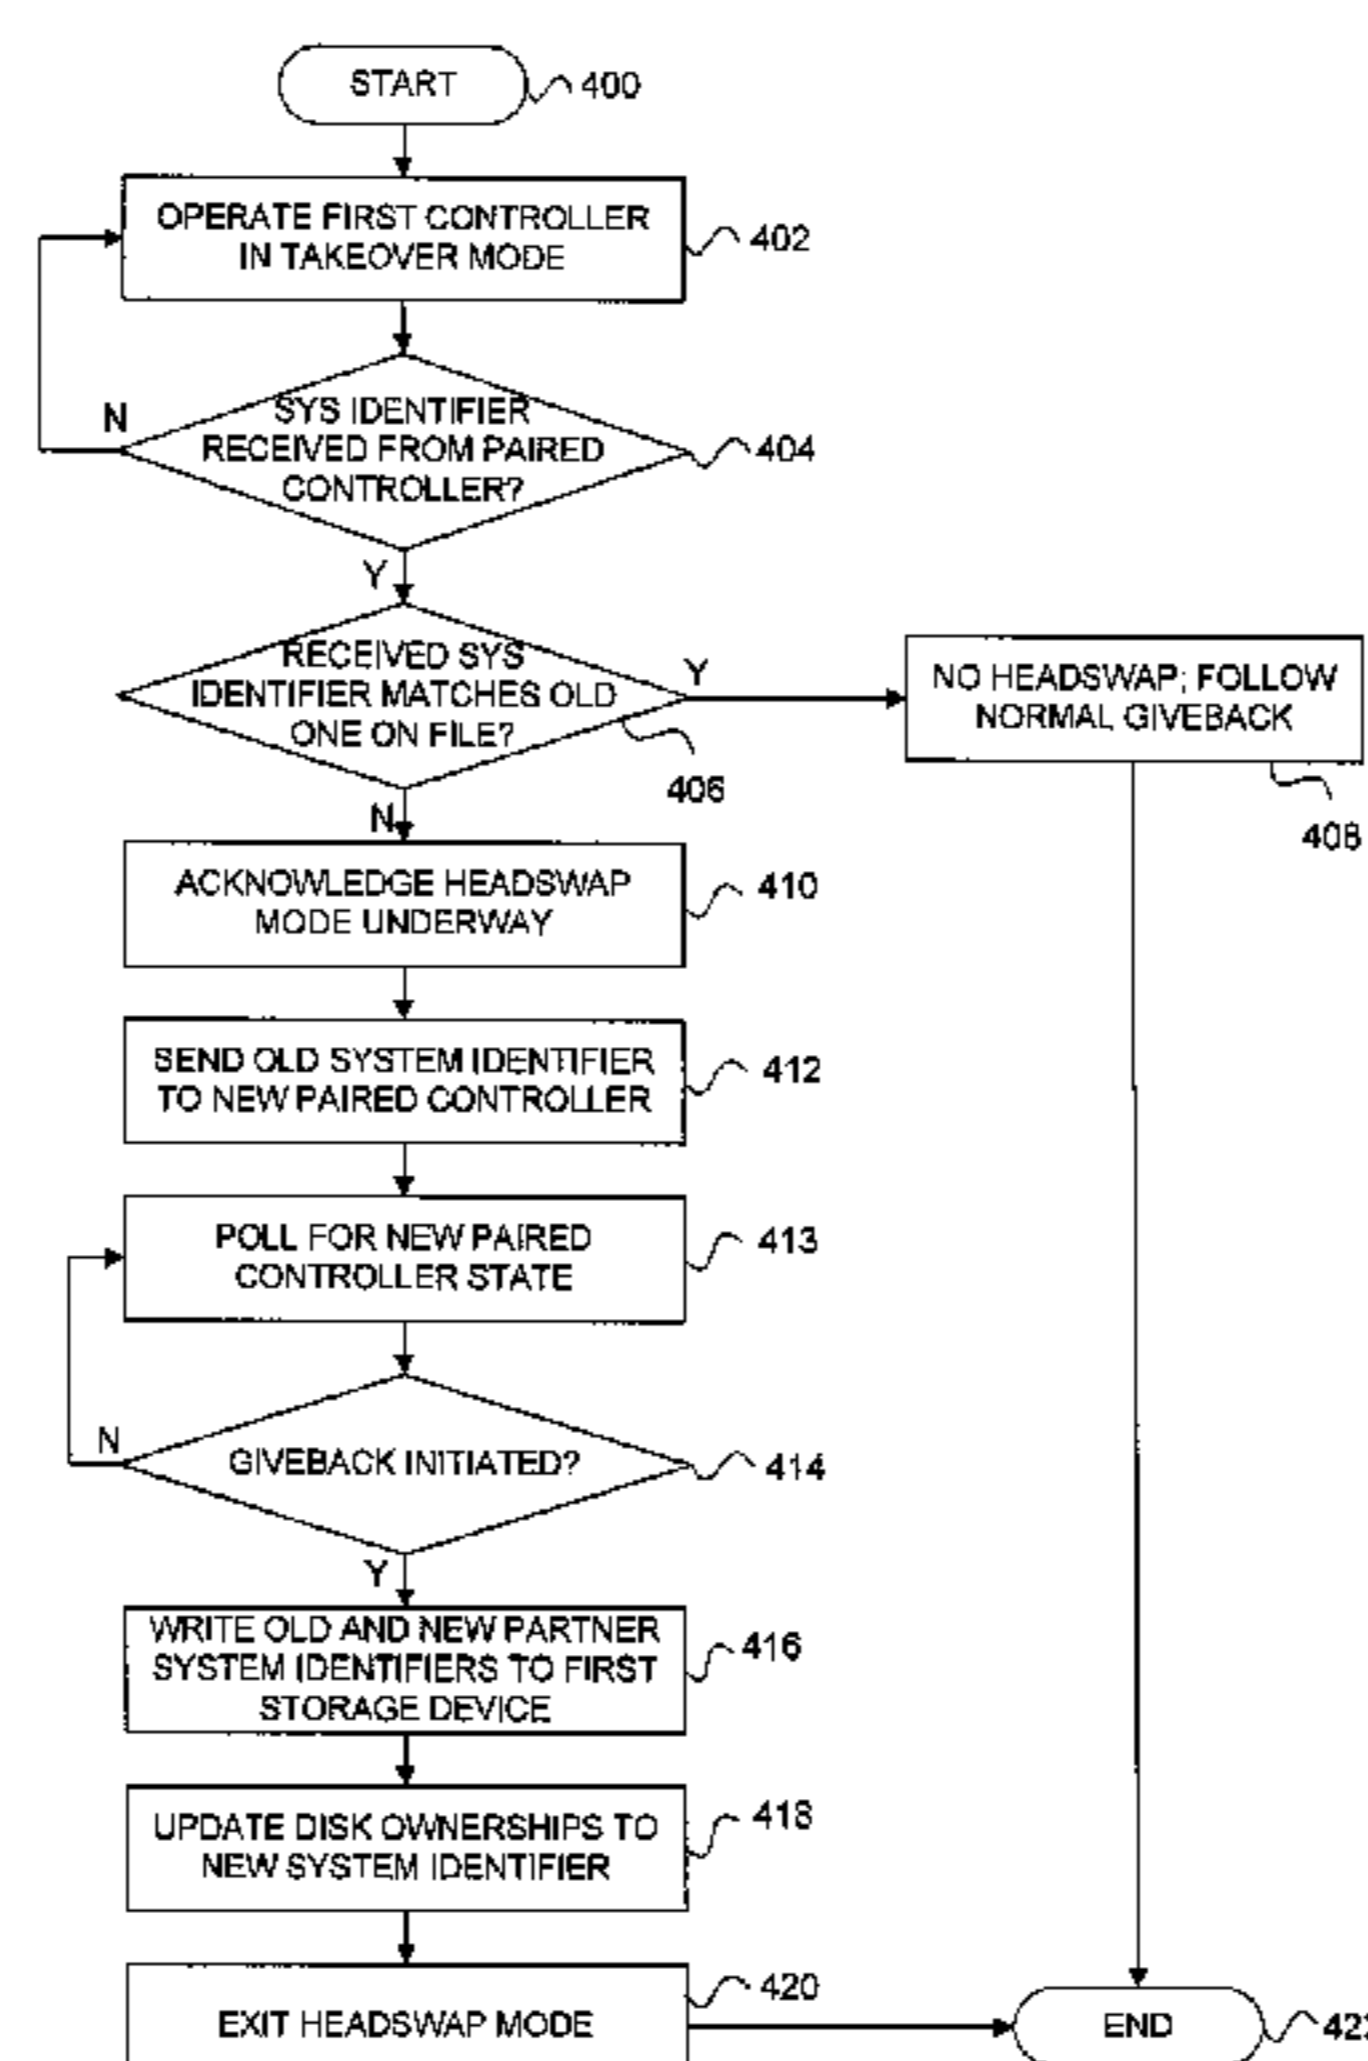 START
400
OPERATE FIRST CONTROLLER
IN TAKEOVER MODE
402
SYS IDENTIFIER
RECEIVED FROM PAIRED
CONTROLLER?
404
N
Y
RECEIVED SYS
IDENTIFIER MATCHES OLD
ONE ON FILE?
406
Y
NO HEADSWAP; FOLLOW
NORMAL GIVEBACK
408
N
ACKNOWLEDGE HEADSWAP
MODE UNDERWAY
410
SEND OLD SYSTEM IDENTIFIER
TO NEW PAIRED CONTROLLER
412
POLL FOR NEW PAIRED
CONTROLLER STATE
413
N
GIVEBACK INITIATED?
414
Y
WRITE OLD AND NEW PARTNER
SYSTEM IDENTIFIERS TO FIRST
STORAGE DEVICE
416
UPDATE DISK OWNERSHIPS TO
NEW SYSTEM IDENTIFIER
418
EXIT HEADSWAP MODE
420
END